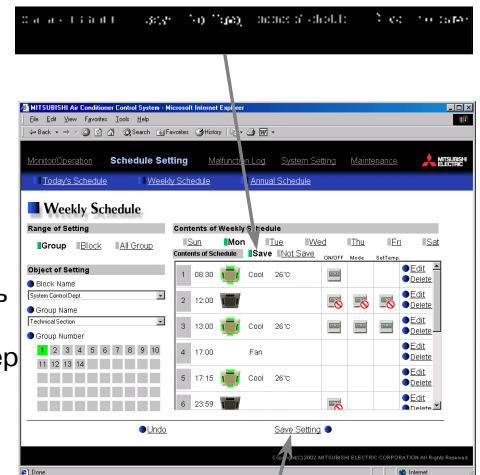 MITSUBISHI Air Conditioner Control System - Microsoft Internet Explorer
File Edit View Favorites Tools Help
Back Search Favorites History
Monitor/Operation Schedule Setting Malfunction Log System Setting Maintenance MITSUBISHI ELECTRIC
Today's Schedule Weekly Schedule Annual Schedule
Weekly Schedule
Range of Setting
Group Block All Group
Object of Setting
Block Name
System Control Dept.
Group Name
Technical Section
Group Number
1 2 3 4 5 6 7 8 9 10
11 12 13 14
Contents of Weekly Schedule
Sun Mon Tue Wed Thu Fri Sat
Contents of Schedule Save Not Save ON/OFF Mode SetTemp.
1 08:30 Cool 26°C Edit
Delete
2 12:00 Edit
Delete
3 13:00 Cool 26°C Edit
Delete
4 17:00 Fan Edit
Delete
5 17:15 Cool 26°C Edit
Delete
6 23:59 Edit
Delete
ь
ер
Undo Save Setting
Copyright(C)2002 MITSUBISHI ELECTRIC CORPORATION All Rights Reserved
Done Internet